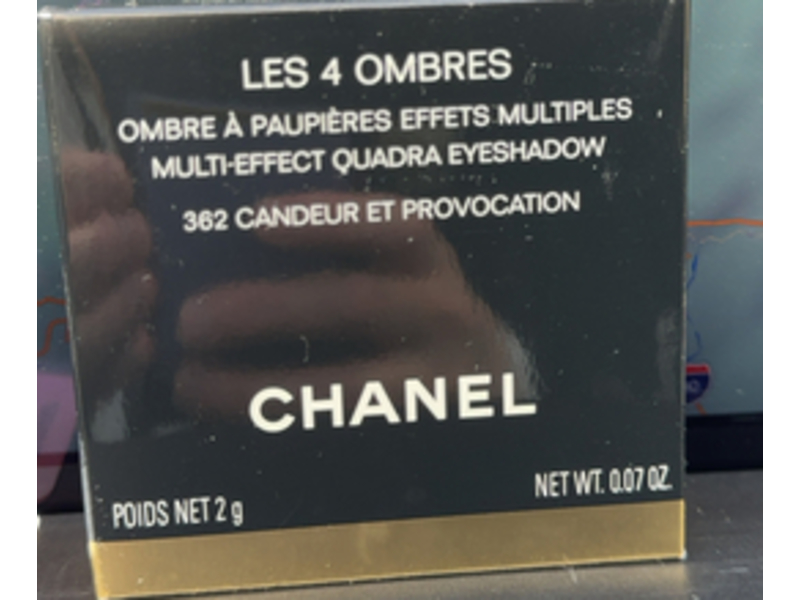 LES 4 OMBRES
OMBRE À PAUPIÈRES EFFETS MULTIPLES
MULTI-EFFECT QUADRA EYESHADOW
362 CANDEUR ET PROVOCATION
CHANEL
POIDS NET 2 g
NET WT. 0.07 OZ.